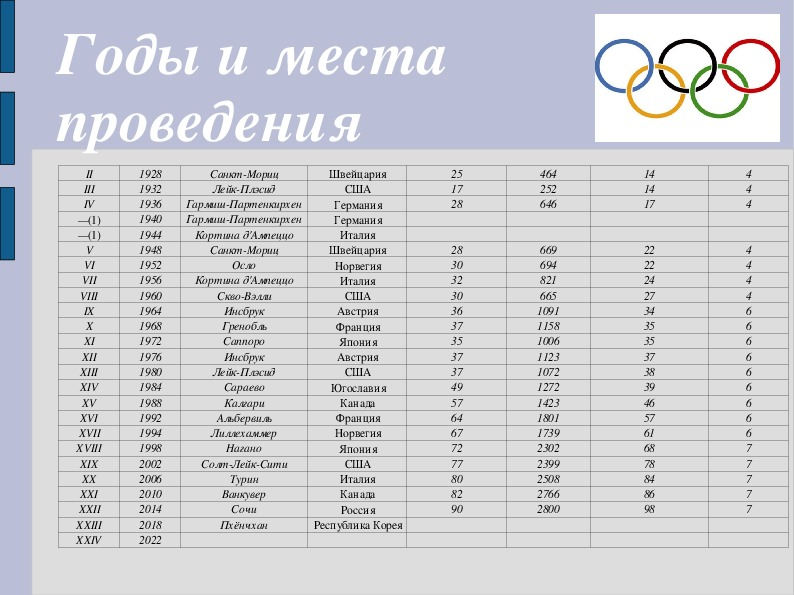 Годы и места
проведения
II 1928 Санкт-Мориц Швейцария 25 464 14 4
III 1932 Лейк-Плэсид США 17 252 14 4
IV 1936 Гармиш-Партенкирхен Германия 28 646 17 4
—(1) 1940 Гармиш-Партенкирхен Германия
—(1) 1944 Кортина д'Ампеццо Италия
V 1948 Санкт-Мориц Швейцария 28 669 22 4
VI 1952 Осло Норвегия 30 694 22 4
VII 1956 Кортина д'Ампеццо Италия 32 821 24 4
VIII 1960 Скво-Вэлли США 30 665 27 4
IX 1964 Инсбрук Австрия 36 1091 34 6
X 1968 Гренобль Франция 37 1158 35 6
XI 1972 Саппоро Япония 35 1006 35 6
XII 1976 Инсбрук Австрия 37 1123 37 6
XIII 1980 Лейк-Плэсид США 37 1072 38 6
XIV 1984 Сараево Югославия 49 1272 39 6
XV 1988 Калгари Канада 57 1423 46 6
XVI 1992 Альбервиль Франция 64 1801 57 6
XVII 1994 Лиллехаммер Норвегия 67 1739 61 6
XVIII 1998 Нагано Япония 72 2302 68 7
XIX 2002 Солт-Лейк-Сити США 77 2399 78 7
XX 2006 Турин Италия 80 2508 84 7
XXI 2010 Ванкувер Канада 82 2766 86 7
XXII 2014 Сочи Россия 90 2800 98 7
XXIII 2018 Пхёнчхан Республика Корея
XXIV 2022